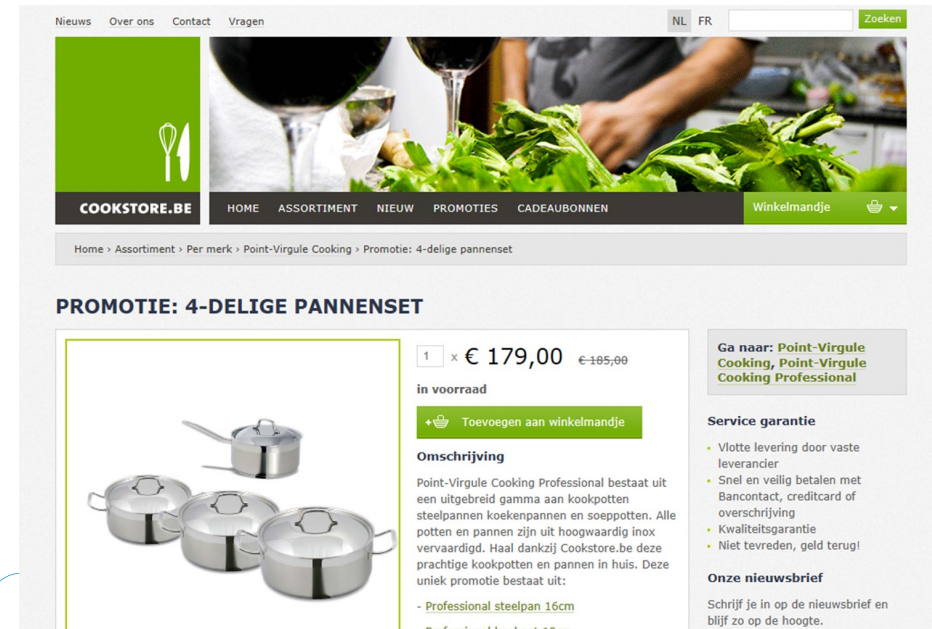 Nieuws Over ons Contact Vragen
NL FR Zoeken
COOKSTORE.BE
HOME ASSORTIMENT NIEUW PROMOTIES CADEAUBONNEN
Winkelmandje
Home › Assortiment › Per merk › Point-Virgule Cooking › Promotie: 4-delige pannenset
PROMOTIE: 4-DELIGE PANNENSET
1 x € 179,00 € 185,00
in voorraad
+ Toevoegen aan winkelmandje
Omschrijving
Point-Virgule Cooking Professional bestaat uit
een uitgebreid gamma aan kookpotten
steelpannen koekenpannen en soeppotten. Alle
potten en pannen zijn uit hoogwaardig inox
vervaardigd. Haal dankzij Cookstore.be deze
prachtige kookpotten en pannen in huis. Deze
uniek promotie bestaat uit:
- Professional steelpan 16cm
Ga naar: Point-Virgule
Cooking, Point-Virgule
Cooking Professional
Service garantie
Vlotte levering door vaste
leverancier
Snel en veilig betalen met
Bancontact, creditcard of
overschrijving
Kwaliteitsgarantie
Niet tevreden, geld terug!
Onze nieuwsbrief
Schrijf je in op de nieuwsbrief en
blijf zo op de hoogte.